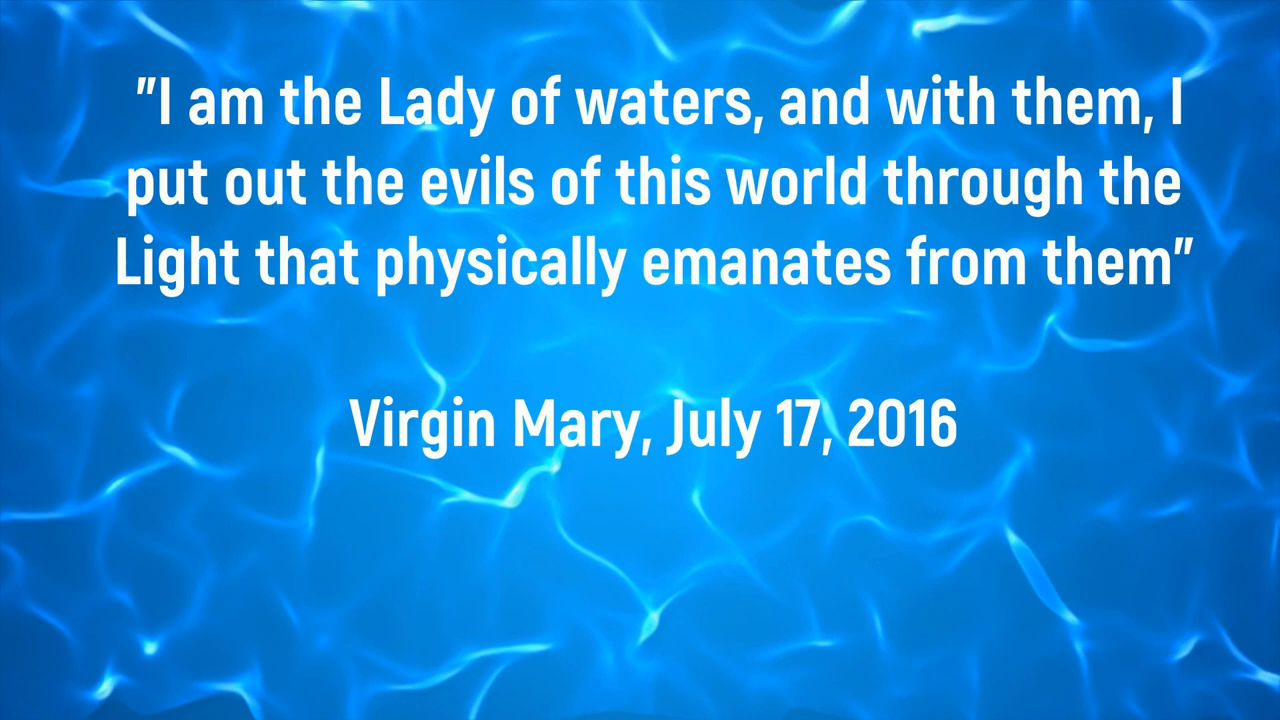 "I am the Lady of waters, and with them, I
put out the evils of this world through the
Light that physically emanates from them"
Virgin Mary, July 17, 2016